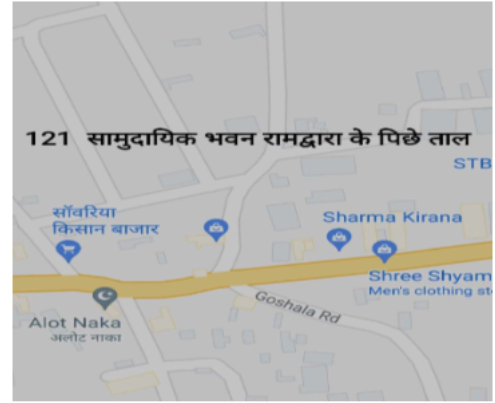 121 सामुदायिक भवन रामद्वारा के पिछे ताल
STB
सॉवरिया
किसान बाजार
Sharma Kirana
Shree Shyam
Men's clothing st
Goshala Rd
Alot Naka
अलोट नाका